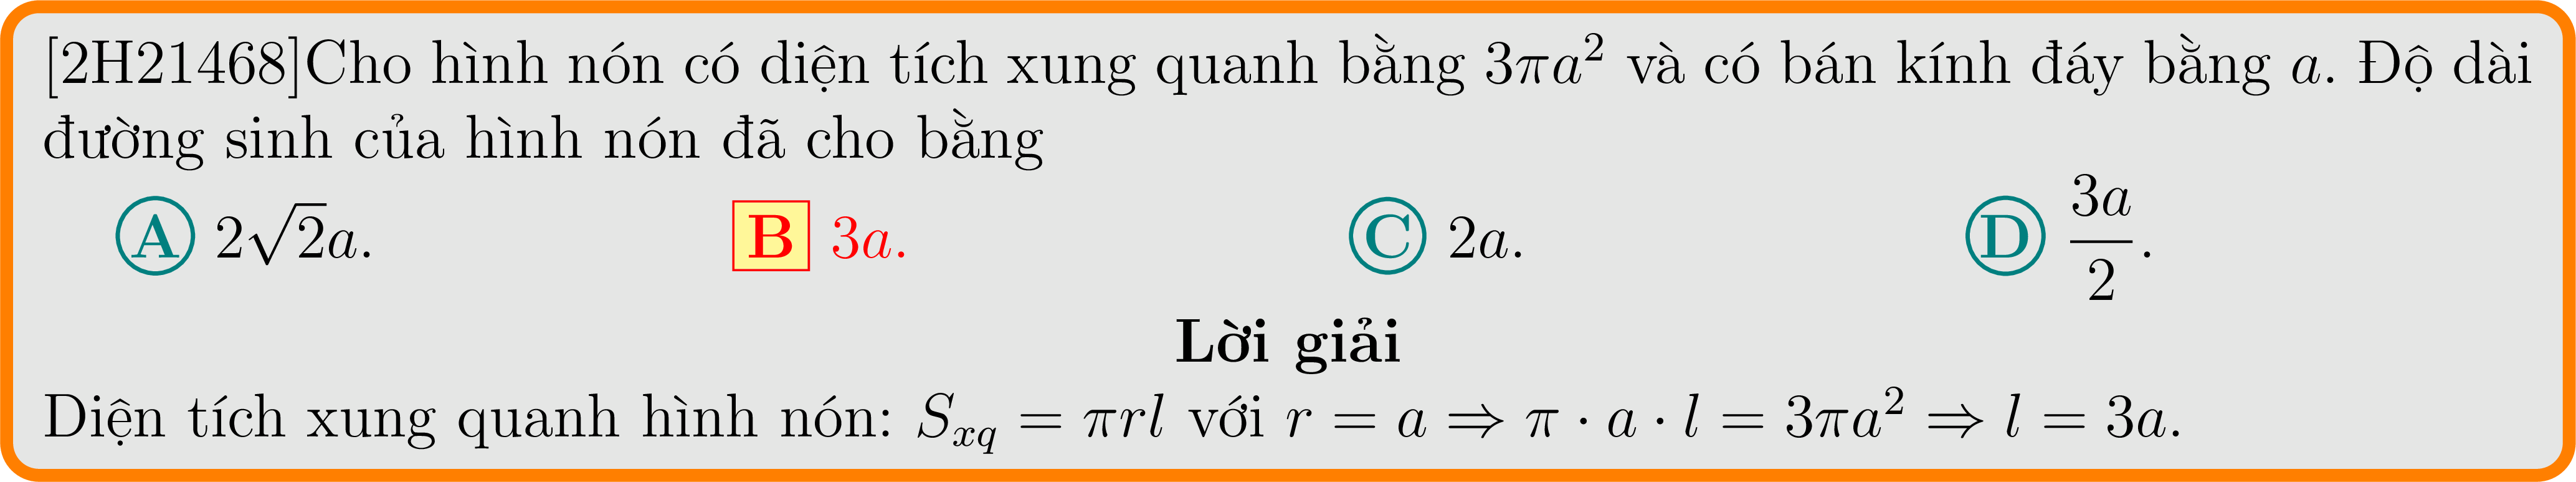 [2H21468]Cho hình nón có diện tích xung quanh bằng $3\pi a^2$ và có bán kính đáy bằng $a$. Độ dài
đường sinh của hình nón đã cho bằng
A $2\sqrt{2}a$. B $3a$. C $2a$. D $\dfrac{3a}{2}$.
Lời giải
Diện tích xung quanh hình nón: $S_{xq} = \pi rl$ với $r = a \Rightarrow \pi \cdot a \cdot l = 3\pi a^2 \Rightarrow l = 3a$.